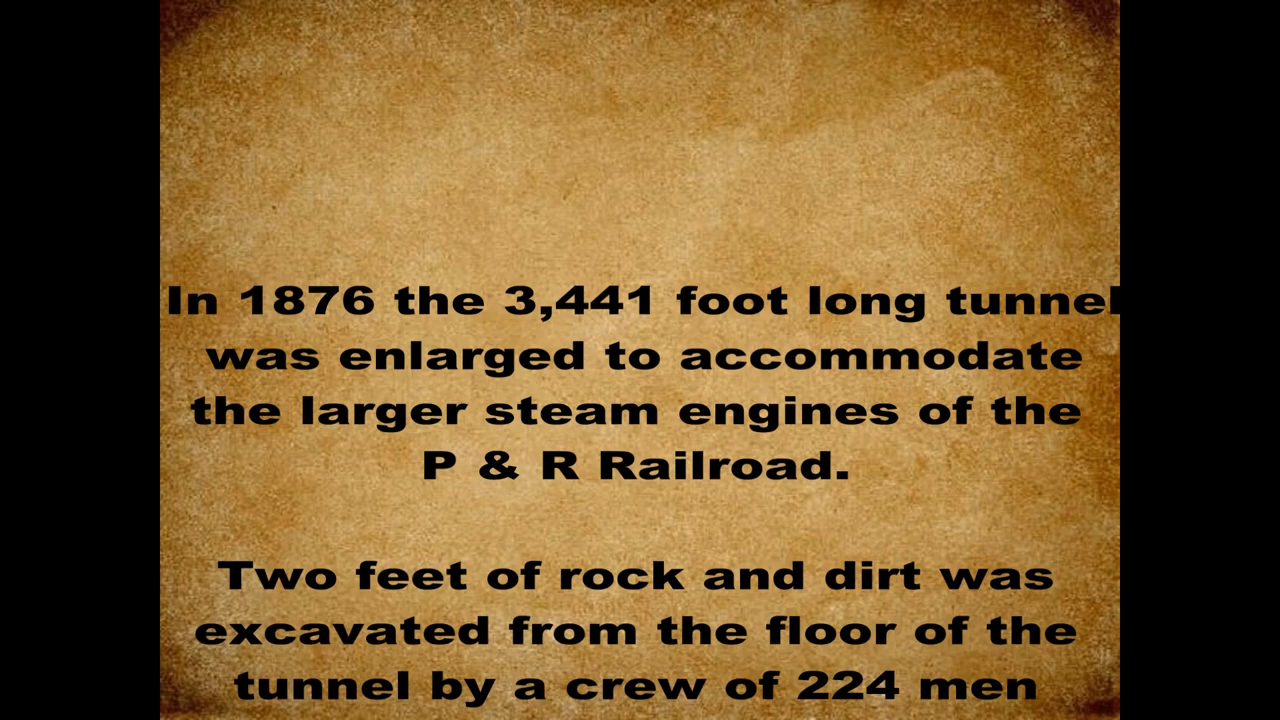 In 1876 the 3,441 foot long tunnel
was enlarged to accommodate
the larger steam engines of the
P & R Railroad.
Two feet of rock and dirt was
excavated from the floor of the
tunnel by a crew of 224 men